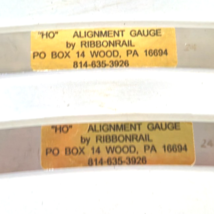 "HO" ALIGNMENT GAUGE
by RIBBONRAIL
PO BOX 14 WOOD, PA 16694
814-635-3926
"HO" ALIGNMENT GAUGE
by RIBBONRAIL
PO BOX 14 WOOD, PA 16694
814-635-3926